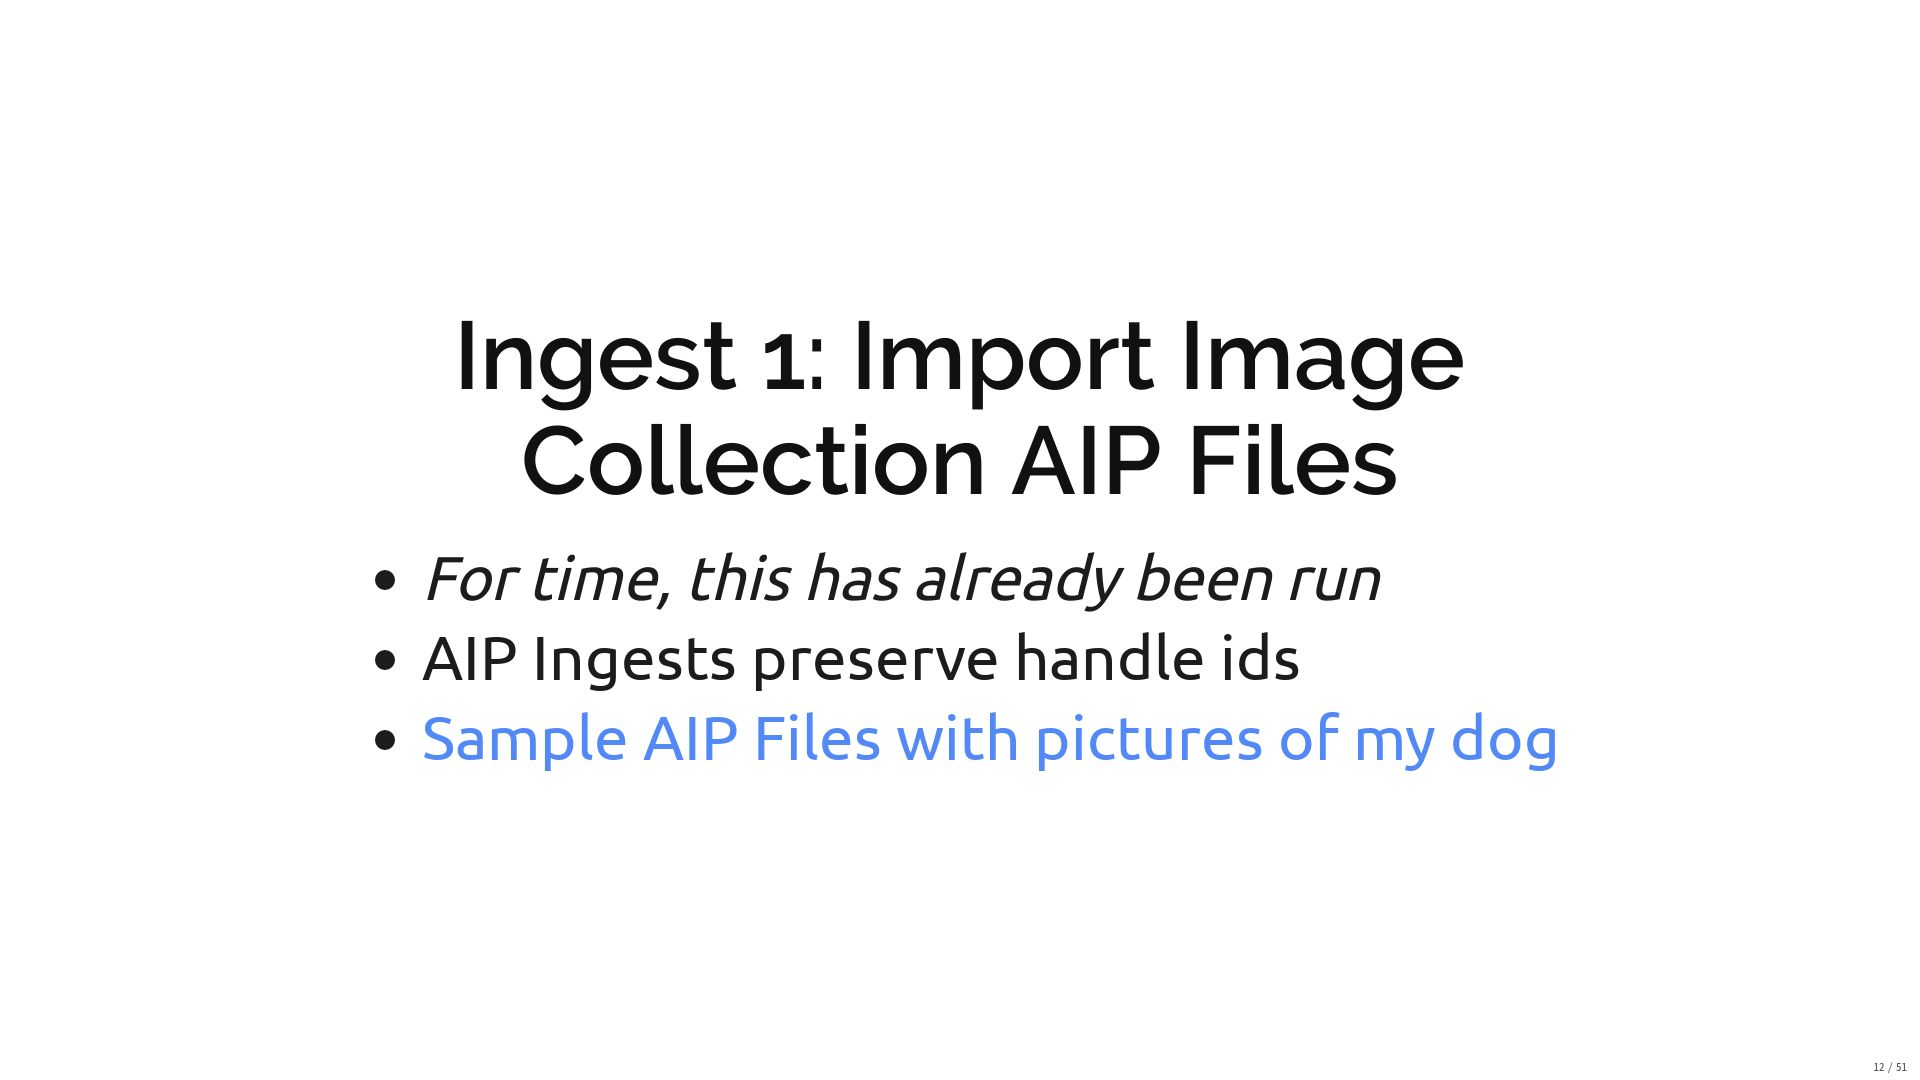 Ingest 1: Import Image
Collection AIP Files
• For time, this has already been run
• AIP Ingests preserve handle ids
• Sample AIP Files with pictures of my dog
12 / 51